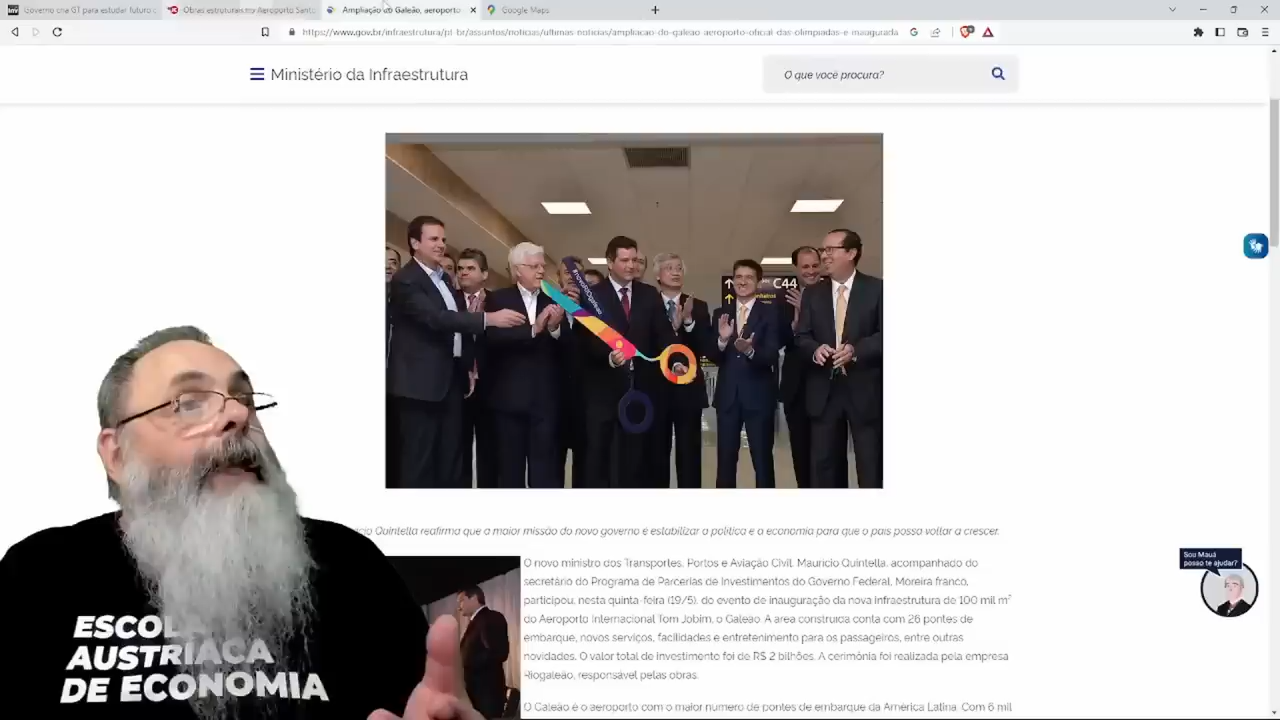 Governo cria GT para estudar futuro
Obras estruturais no Aeroporto Sant
Ampliação do Galeão, aeroporto
Google Maps
https://www.gov.br/infraestrutura/pt-br/assuntos/noticias/ultimas-noticias/ampliacao-do-galeao-aeroporto-oficial-das-olimpiadas-e-inaugurada
Ministério da Infraestrutura
O que você procura?
C44
Quintella reafirma que a maior missão do novo governo é estabilizar a política e a economia para que o país possa voltar a crescer.
O novo ministro dos Transportes, Portos e Aviação Civil, Maurício Quintella, acompanhado do
secretário do Programa de Parcerias de Investimentos do Governo Federal, Moreira franco,
participou, nesta quinta-feira (19/5), do evento de inauguração da nova infraestrutura de 100 mil m²
do Aeroporto Internacional Tom Jobim, o Galeão. A área construída conta com 26 pontes de
embarque, novos serviços, facilidades e entretenimento para os passageiros, entre outras
novidades. O valor total de investimento foi de R$ 2 bilhões. A cerimônia foi realizada pela empresa
Riogaleão, responsável pelas obras.
O Galeão é o aeroporto com o maior número de pontes de embarque da América Latina. Com 6 mil
Sou Mauá
posso te ajudar?
ESCOLA
AUSTRÍACA
DE ECONOMIA